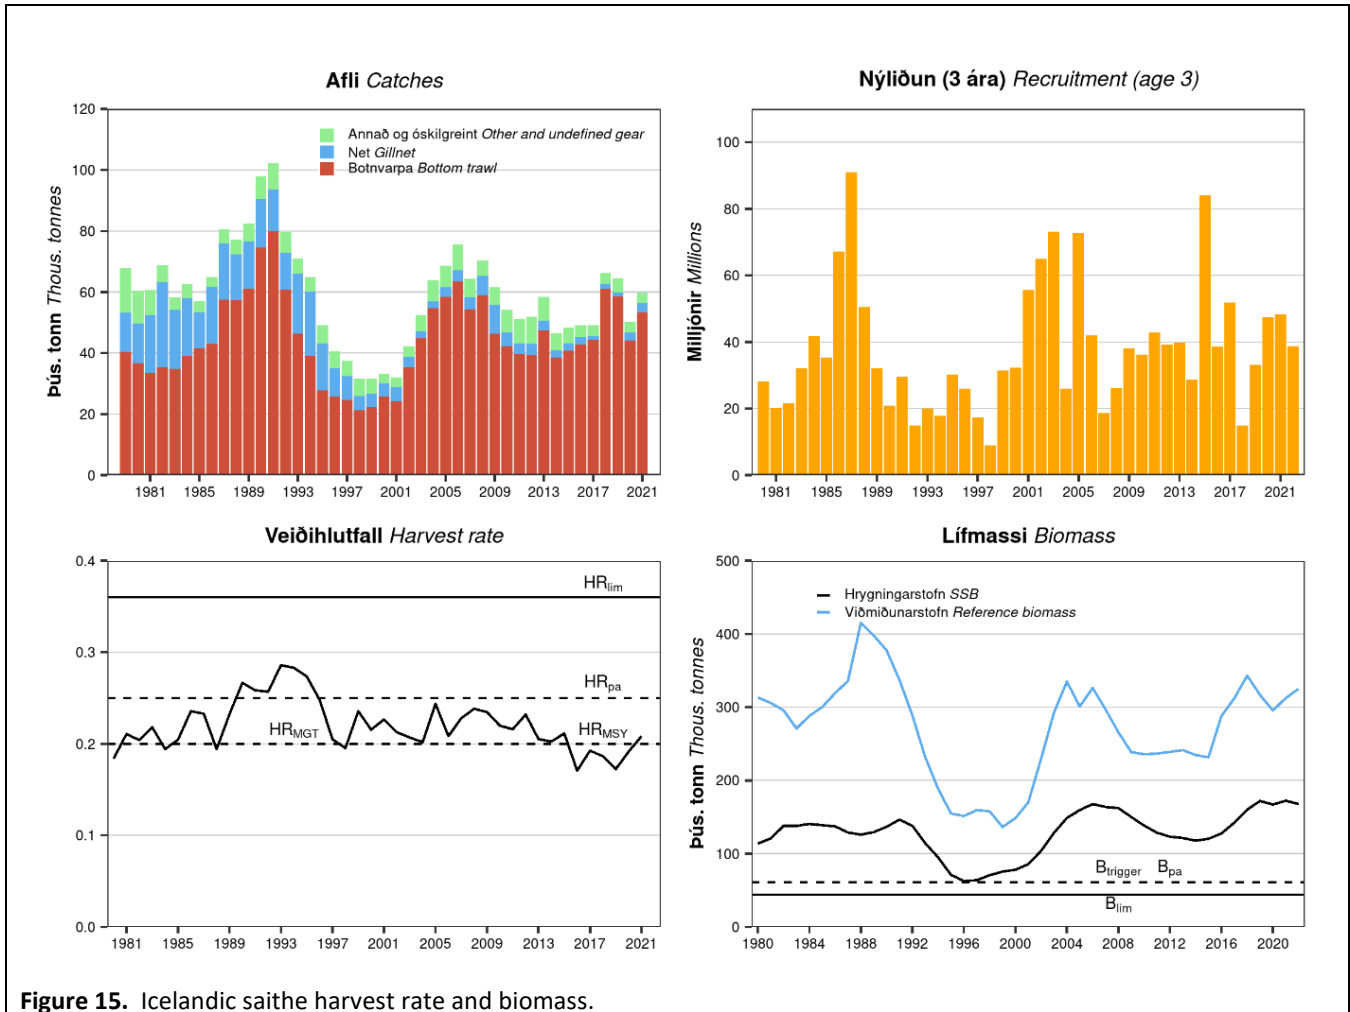 Afli Catches
120
100
80
60
40
20
0
Þús. tonn Thous. tonnes
Annað og óskilgreint Other and undefined gear
Net Gillnet
Botnvarpa Bottom trawl
1981 1985 1989 1993 1997 2001 2005 2009 2013 2017 2021
Nýliðun (3 ára) Recruitment (age 3)
100
80
60
40
20
0
Milljónir Millions
1981 1985 1989 1993 1997 2001 2005 2009 2013 2017 2021
Veiðihlutfall Harvest rate
0.4
0.3
0.2
0.1
0.0
HRlim
HRpa
HRMGT
HRMSY
1981 1985 1989 1993 1997 2001 2005 2009 2013 2017 2021
Lífmassi Biomass
500
400
300
200
100
0
Þús. tonn Thous. tonnes
Hrygningarstofn SSB
Viðmiðunarstofn Reference biomass
Btrigger Bpa
Blim
1980 1984 1988 1992 1996 2000 2004 2008 2012 2016 2020
Figure 15. Icelandic saithe harvest rate and biomass.